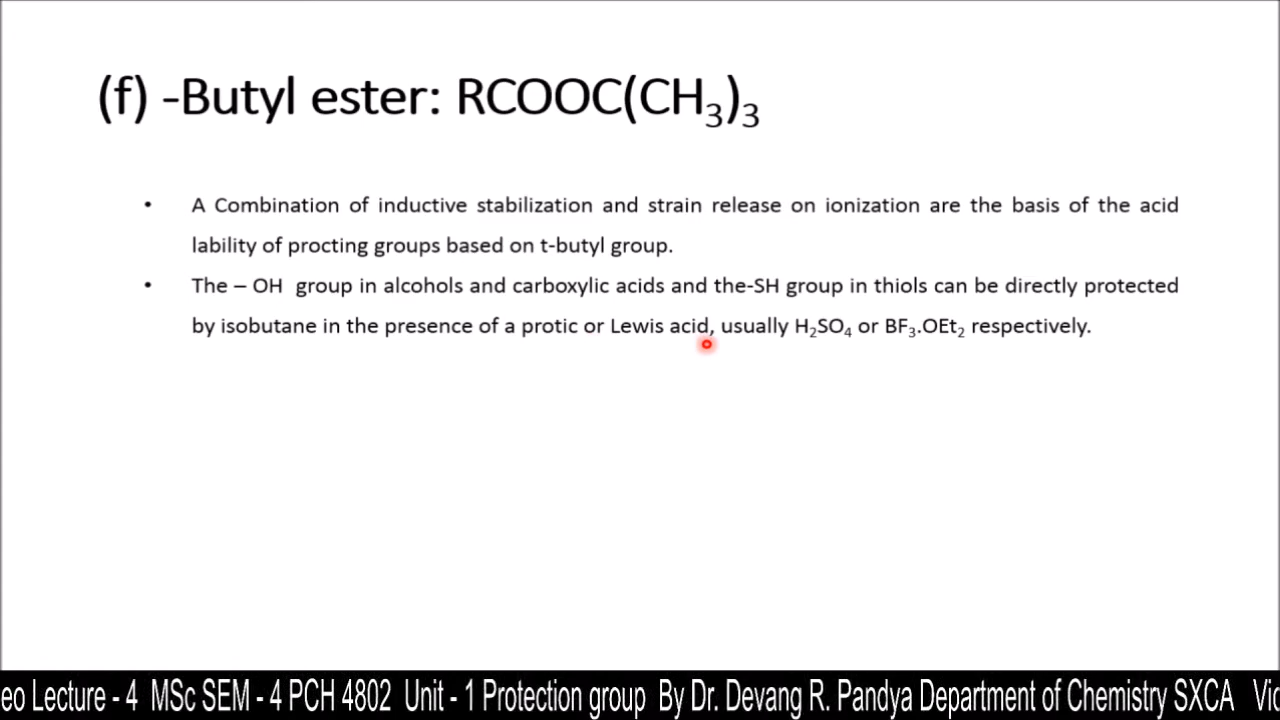 (f) -Butyl ester: RCOOC(CH₃)₃
• A Combination of inductive stabilization and strain release on ionization are the basis of the acid
lability of procting groups based on t-butyl group.
• The – OH group in alcohols and carboxylic acids and the-SH group in thiols can be directly protected
by isobutane in the presence of a protic or Lewis acid, usually H₂SO₄ or BF₃.OEt₂ respectively.
eo Lecture - 4 MSc SEM - 4 PCH 4802 Unit - 1 Protection group By Dr. Devang R. Pandya Department of Chemistry SXCA Vid